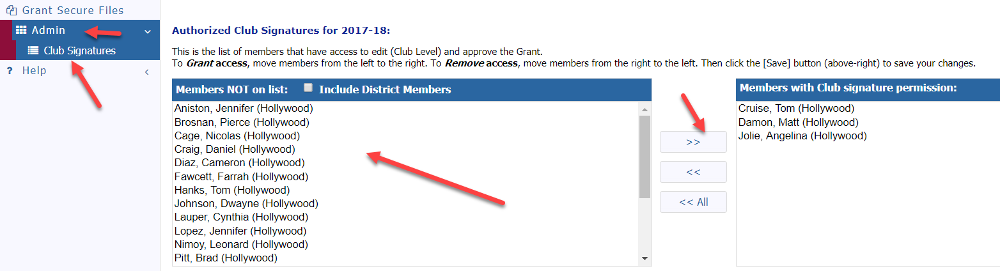 Grant Secure Files
Admin
Club Signatures
? Help
Authorized Club Signatures for 2017-18:
This is the list of members that have access to edit (Club Level) and approve the Grant.
To Grant access, move members from the left to the right. To Remove access, move members from the right to the left. Then click the [Save] button (above-right) to save your changes.
Members NOT on list: Include District Members
Aniston, Jennifer (Hollywood)
Brosnan, Pierce (Hollywood)
Cage, Nicolas (Hollywood)
Craig, Daniel (Hollywood)
Diaz, Cameron (Hollywood)
Fawcett, Farrah (Hollywood)
Hanks, Tom (Hollywood)
Johnson, Dwayne (Hollywood)
Lauper, Cynthia (Hollywood)
Lopez, Jennifer (Hollywood)
Nimoy, Leonard (Hollywood)
Pitt, Brad (Hollywood)
>>
<<
<< All
Members with Club signature permission:
Cruise, Tom (Hollywood)
Damon, Matt (Hollywood)
Jolie, Angelina (Hollywood)